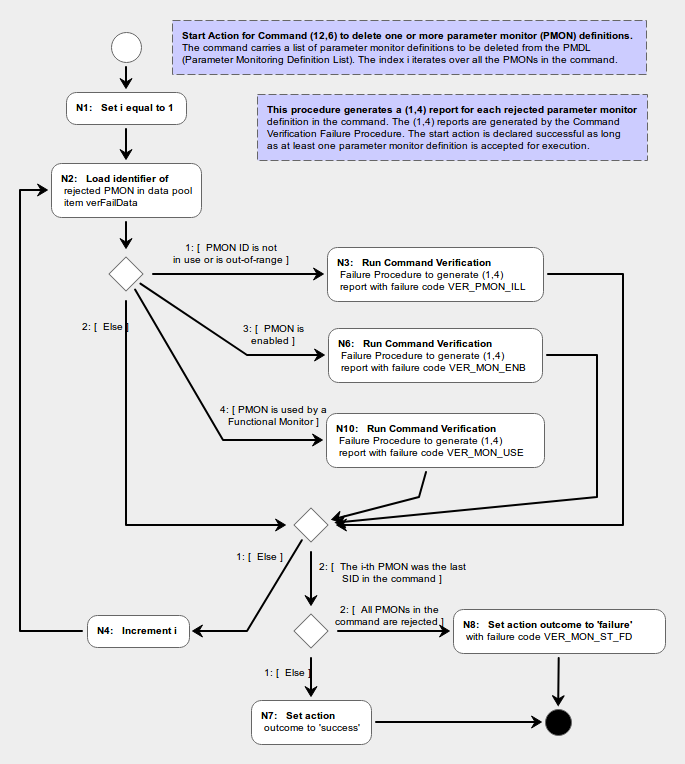 Start Action for Command (12,6) to delete one or more parameter monitor (PMON) definitions.
The command carries a list of parameter monitor definitions to be deleted from the PMDL
(Parameter Monitoring Definition List). The index i iterates over all the PMONs in the command.
N1: Set i equal to 1
This procedure generates a (1,4) report for each rejected parameter monitor
definition in the command. The (1,4) reports are generated by the Command
Verification Failure Procedure. The start action is declared successful as long
as at least one parameter monitor definition is accepted for execution.
N2: Load identifier of
rejected PMON in data pool
item verFailData
1: [ PMON ID is not
in use or is out-of-range ]
N3: Run Command Verification
Failure Procedure to generate (1,4)
report with failure code VER_PMON_ILL
2: [ Else ]
3: [ PMON is
enabled ]
N6: Run Command Verification
Failure Procedure to generate (1,4)
report with failure code VER_MON_ENB
4: [ PMON is used by a
Functional Monitor ]
N10: Run Command Verification
Failure Procedure to generate (1,4)
report with failure code VER_MON_USE
1: [ Else ]
2: [ The i-th PMON was the last
SID in the command ]
N4: Increment i
2: [ All PMONs in the
command are rejected ]
N8: Set action outcome to 'failure'
with failure code VER_MON_ST_FD
1: [ Else ]
N7: Set action
outcome to 'success'